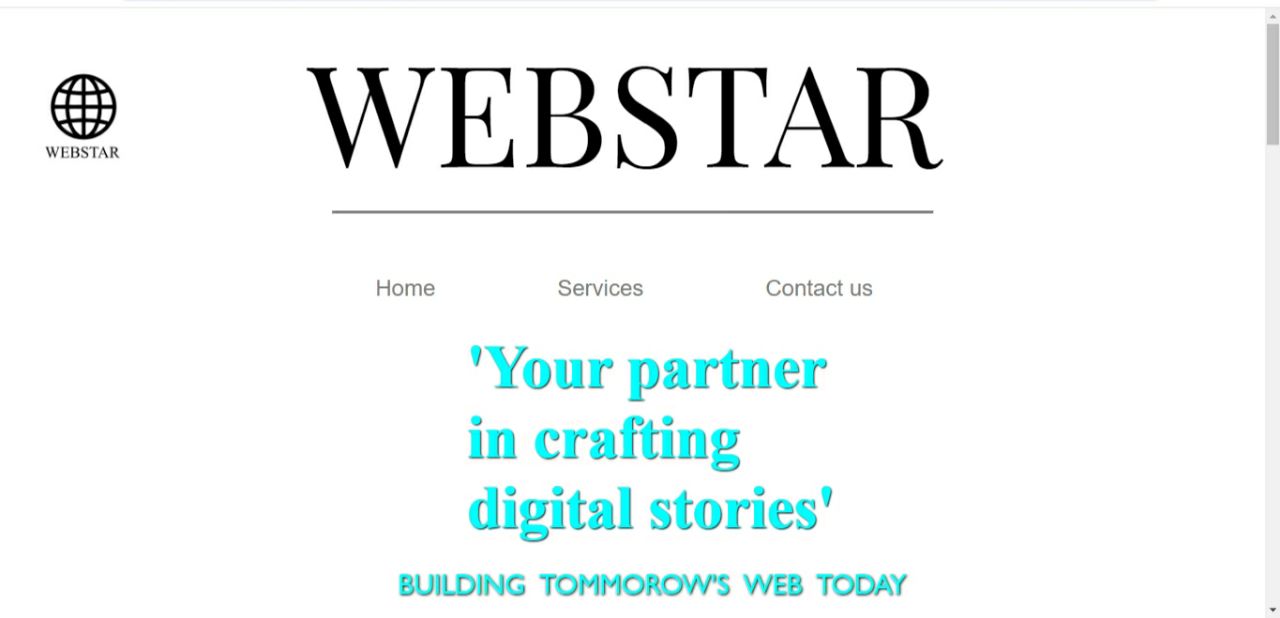 WEBSTAR
WEBSTAR
Home Services Contact us
'Your partner
in crafting
digital stories'
BUILDING TOMMOROW'S WEB TODAY